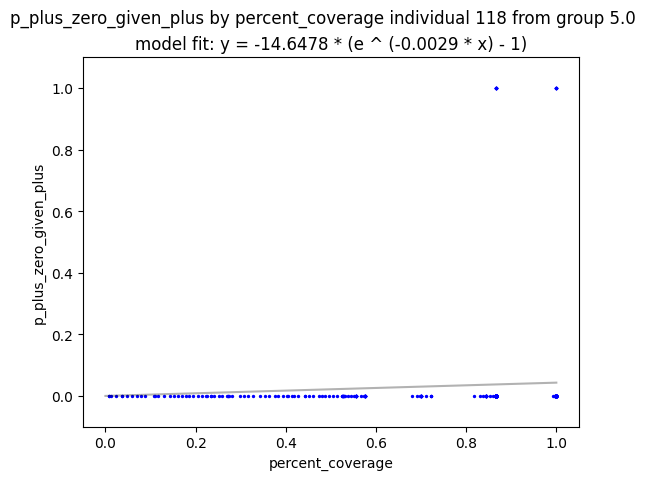 p_plus_zero_given_plus by percent_coverage individual 118 from group 5.0
model fit: y = -14.6478 * (e ^ (-0.0029 * x) - 1)
p_plus_zero_given_plus
1.0
0.8
0.6
0.4
0.2
0.0
0.0 0.2 0.4 0.6 0.8 1.0
percent_coverage